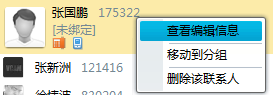 张国鹏 175322
[未绑定]
张新洲 121416
查看编辑信息
移动到分组
删除该联系人